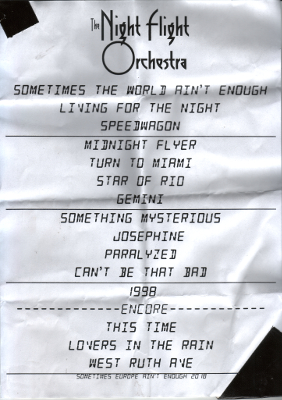 The Night Flight
Orchestra
SOMETIMES THE WORLD AIN'T ENOUGH
LIVING FOR THE NIGHT
SPEEDWAGON
MIDNIGHT FLYER
TURN TO MIAMI
STAR OF RIO
GEMINI
SOMETHING MYSTERIOUS
JOSEPHINE
PARALYZED
CAN'T BE THAT BAD
1998
--------------ENCORE--------------
THIS TIME
LOVERS IN THE RAIN
WEST RUTH AVE
SOMETIMES EUROPE AIN'T ENOUGH 2018